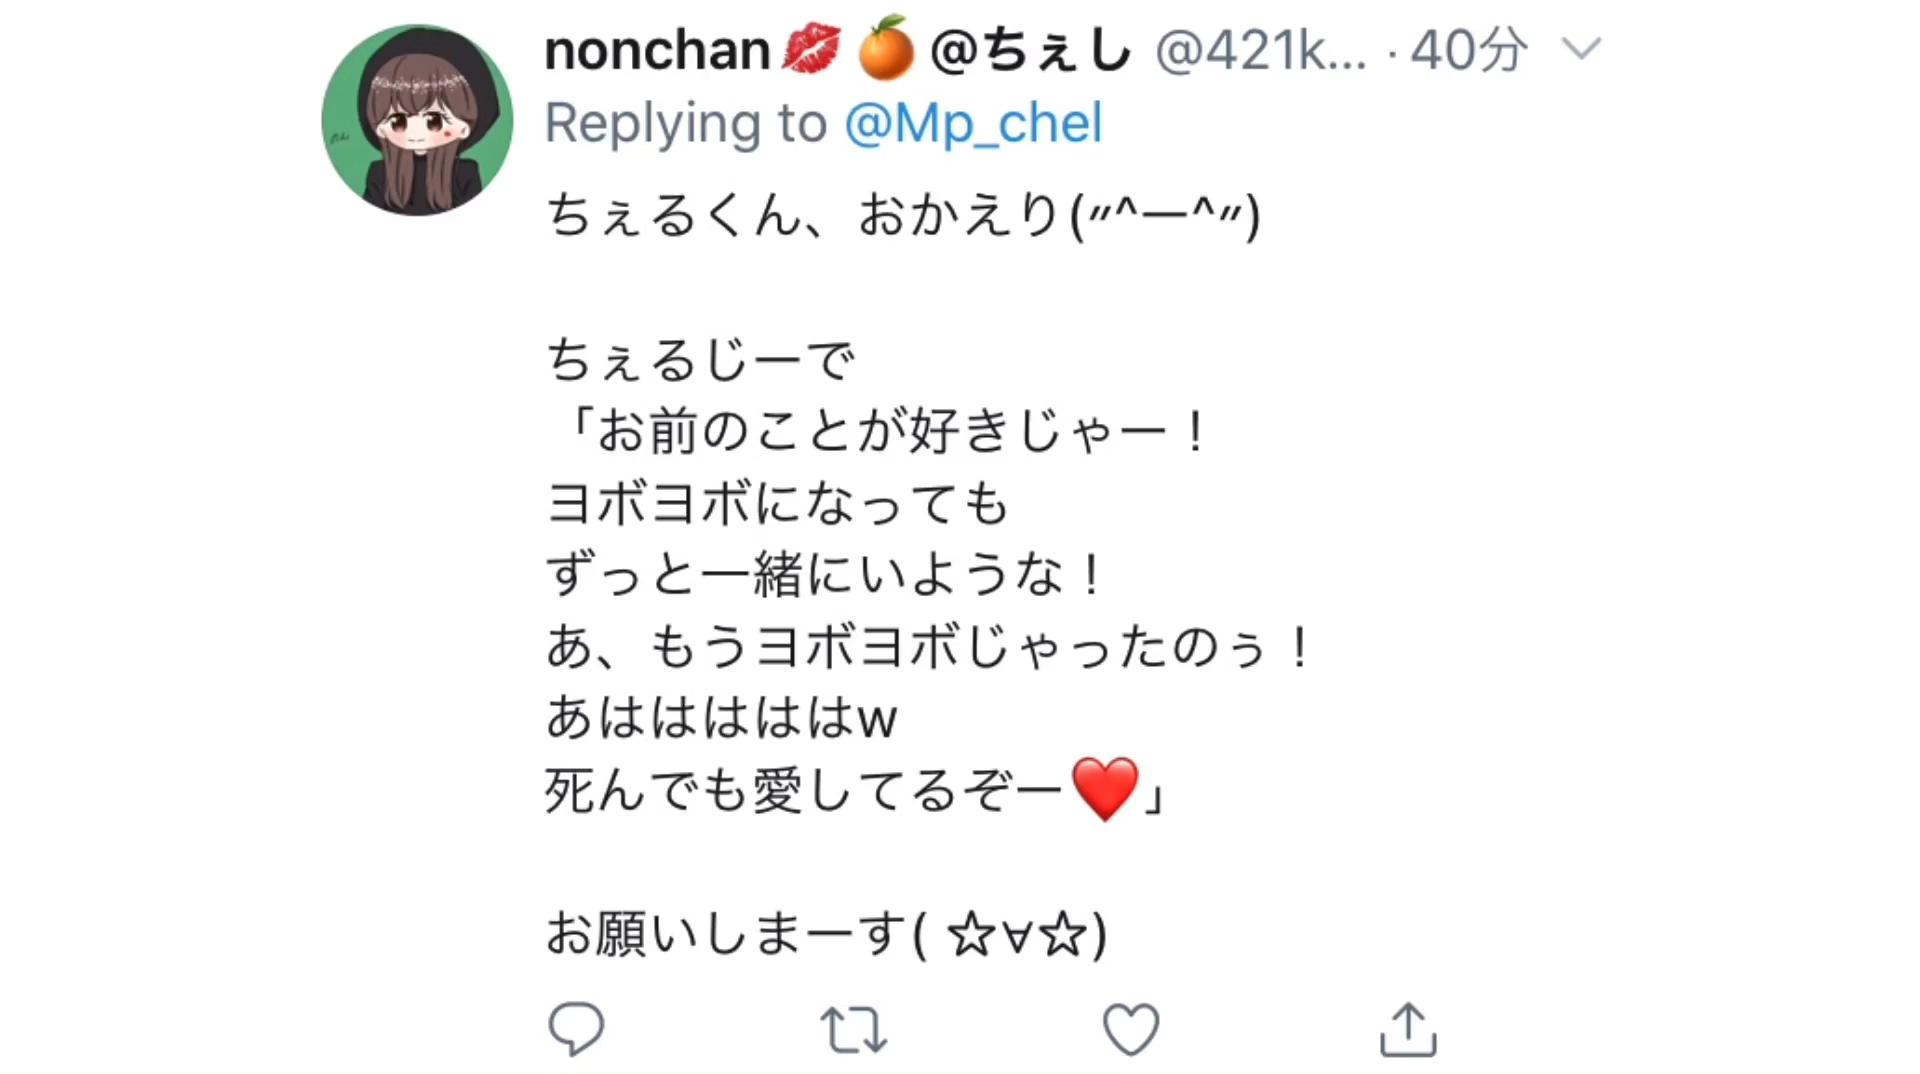 nonchan💋🍊@ちぇし @421k... · 40分
Replying to @Mp_chel
ちぇるくん、おかえり(〃^ー^〃)
ちぇるじーで
「お前のことが好きじゃー！
ヨボヨボになっても
ずっと一緒にいような！
あ、もうヨボヨボじゃったのぅ！
あはははははw
死んでも愛してるぞー❤️」
お願いしまーす( ☆∀☆)